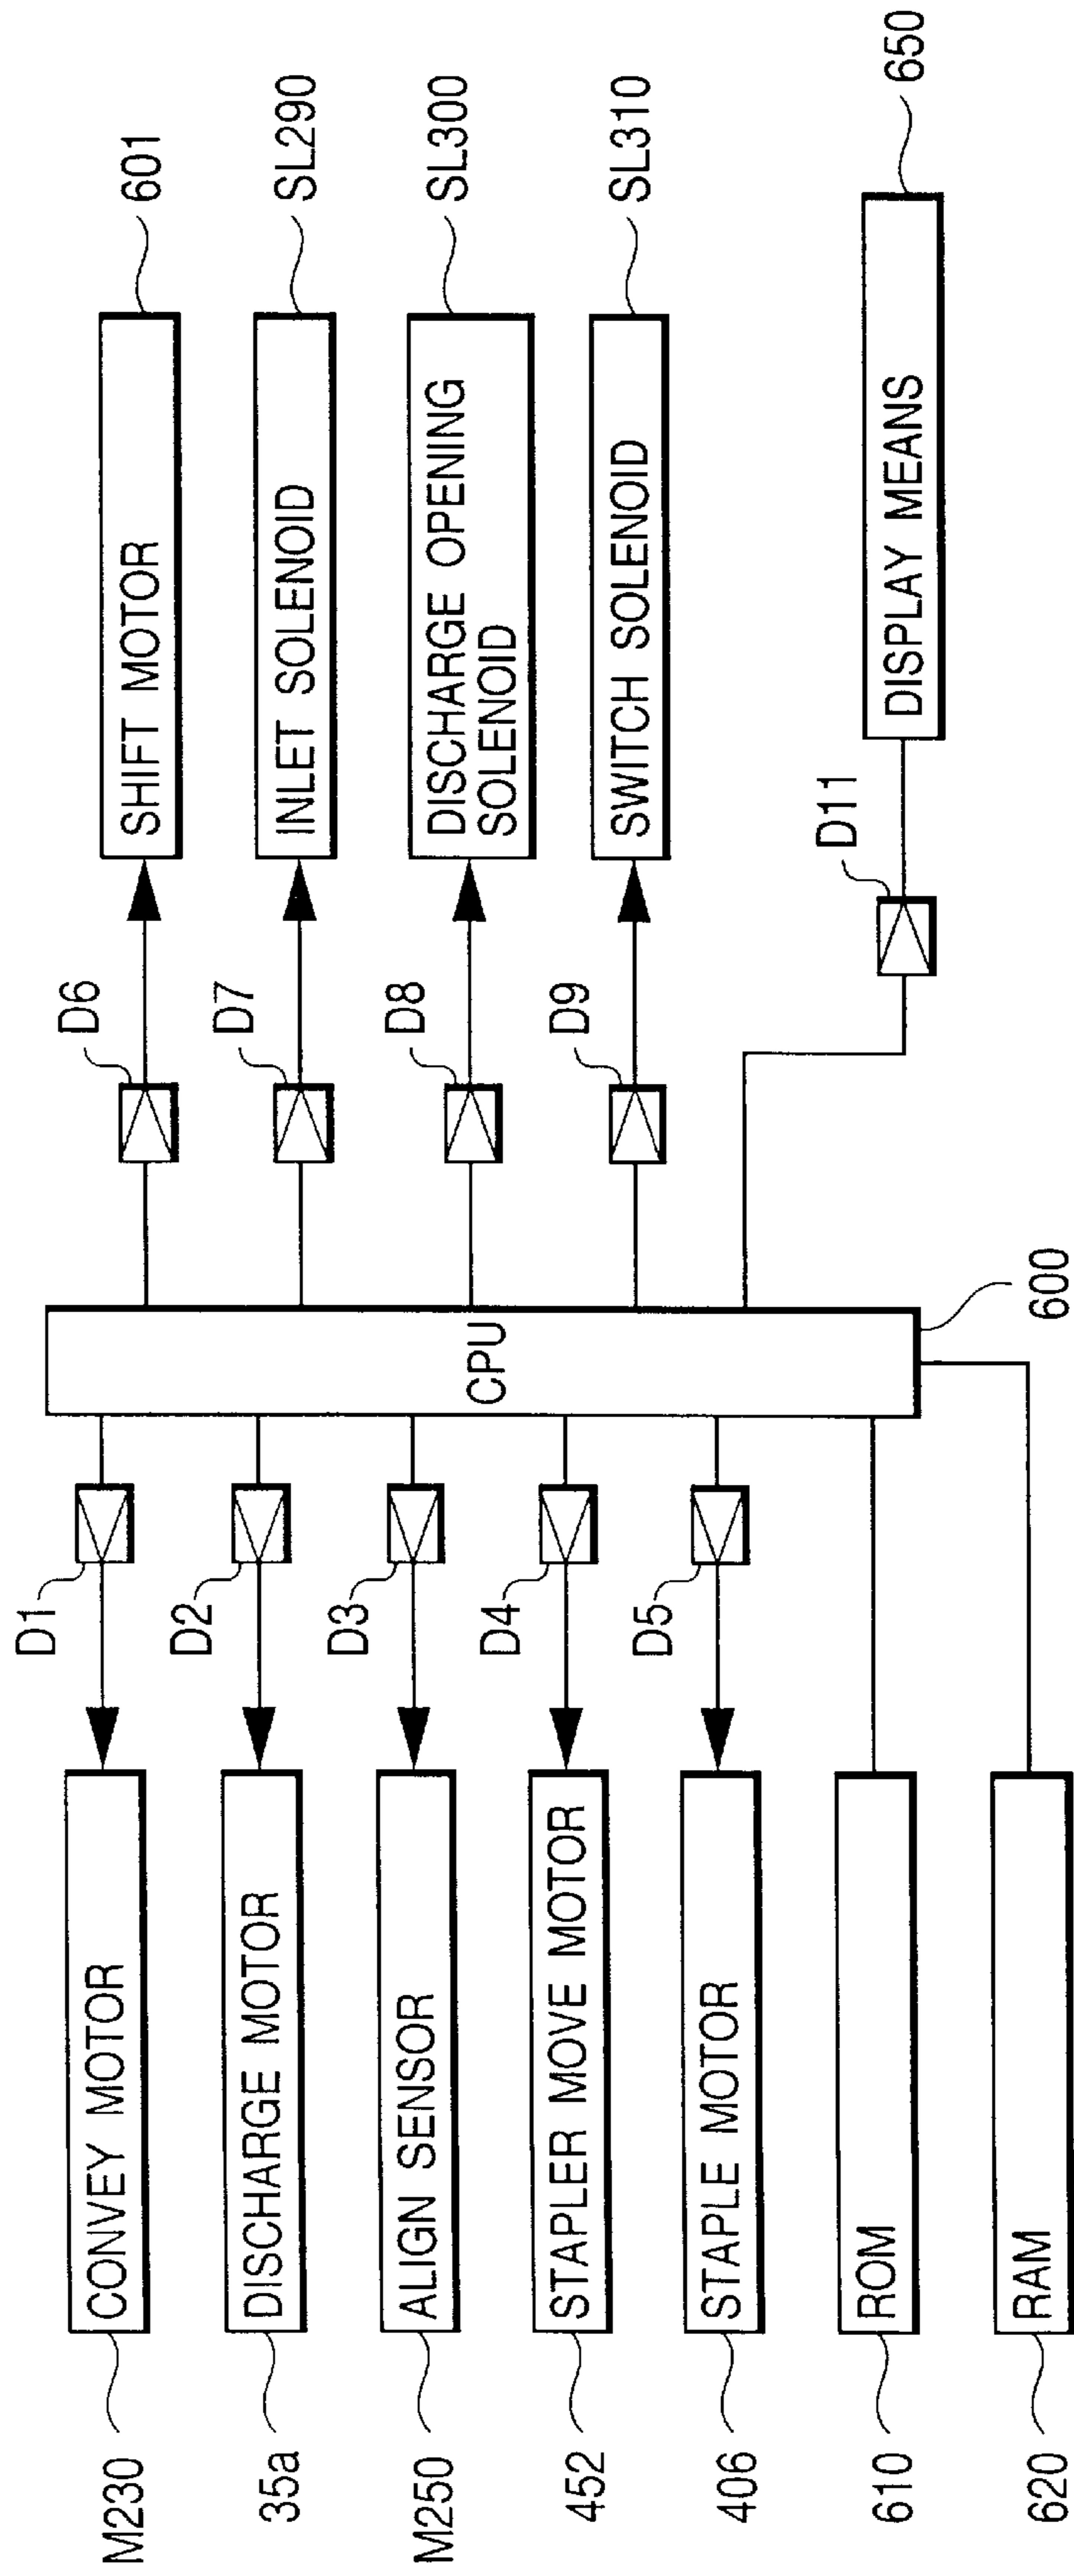 M230
CONVEY MOTOR
D1
35a
DISCHARGE MOTOR
D2
M250
ALIGN SENSOR
D3
452
STAPLER MOVE MOTOR
D4
406
STAPLE MOTOR
D5
610
ROM
620
RAM
CPU
600
D6
SHIFT MOTOR
601
D7
INLET SOLENOID
SL290
D8
DISCHARGE OPENING
SOLENOID
SL300
D9
SWITCH SOLENOID
SL310
D11
DISPLAY MEANS
650